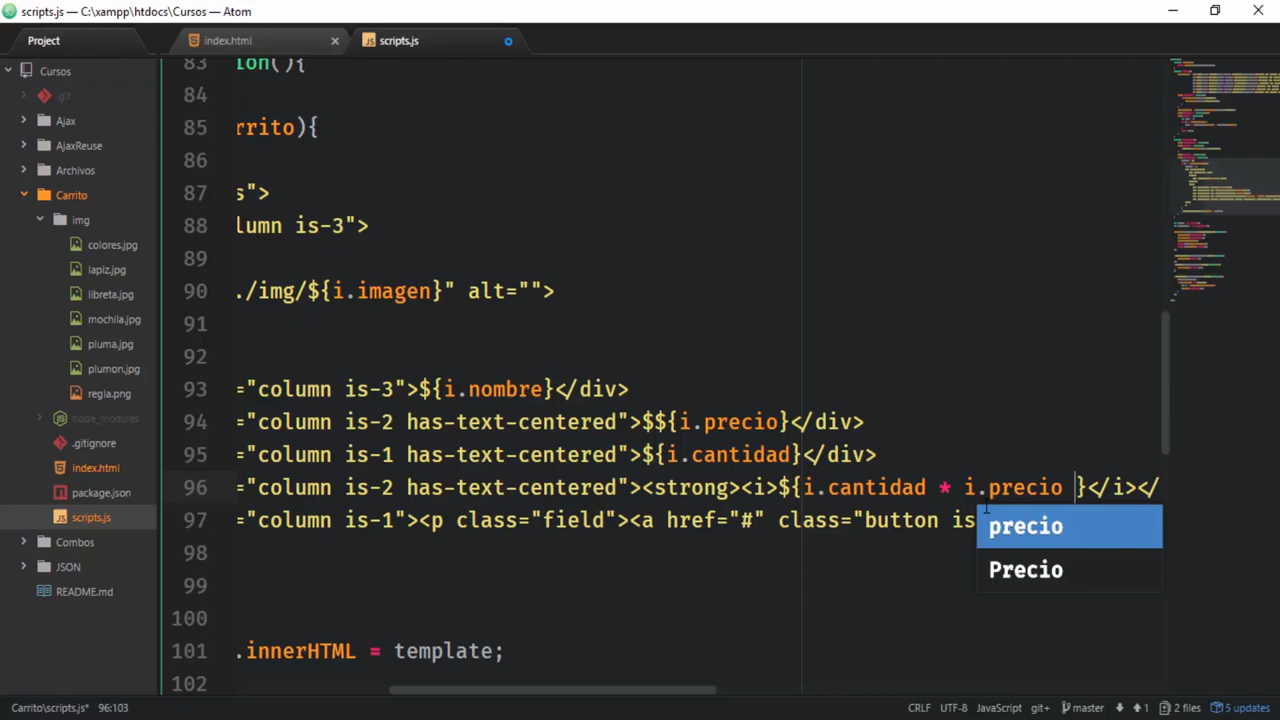 scripts.js — C:\xampp\htdocs\Cursos — Atom
Project
index.html
scripts.js
Cursos
.git
Ajax
AjaxReuse
Archivos
Carrito
img
colores.jpg
lapiz.jpg
libreta.jpg
mochila.jpg
pluma.jpg
plumon.jpg
regla.png
node_modules
.gitignore
index.html
package.json
scripts.js
Combos
JSON
README.md
83 ion(){
84
85 rrito){
86
87 s">
88 lumn is-3">
89
90 ./img/${i.imagen}" alt="">
91
92
93 ="column is-3">${i.nombre}</div>
94 ="column is-2 has-text-centered">$${i.precio}</div>
95 ="column is-1 has-text-centered">${i.cantidad}</div>
96 ="column is-2 has-text-centered"><strong><i>${i.cantidad * i.precio }</i></
97 ="column is-1"><p class="field"><a href="#" class="button is
precio
Precio
98
99
100
101 .innerHTML = template;
102
Carrito\scripts.js* 96:103
CRLF UTF-8 JavaScript git+ master 1 2 files 5 updates